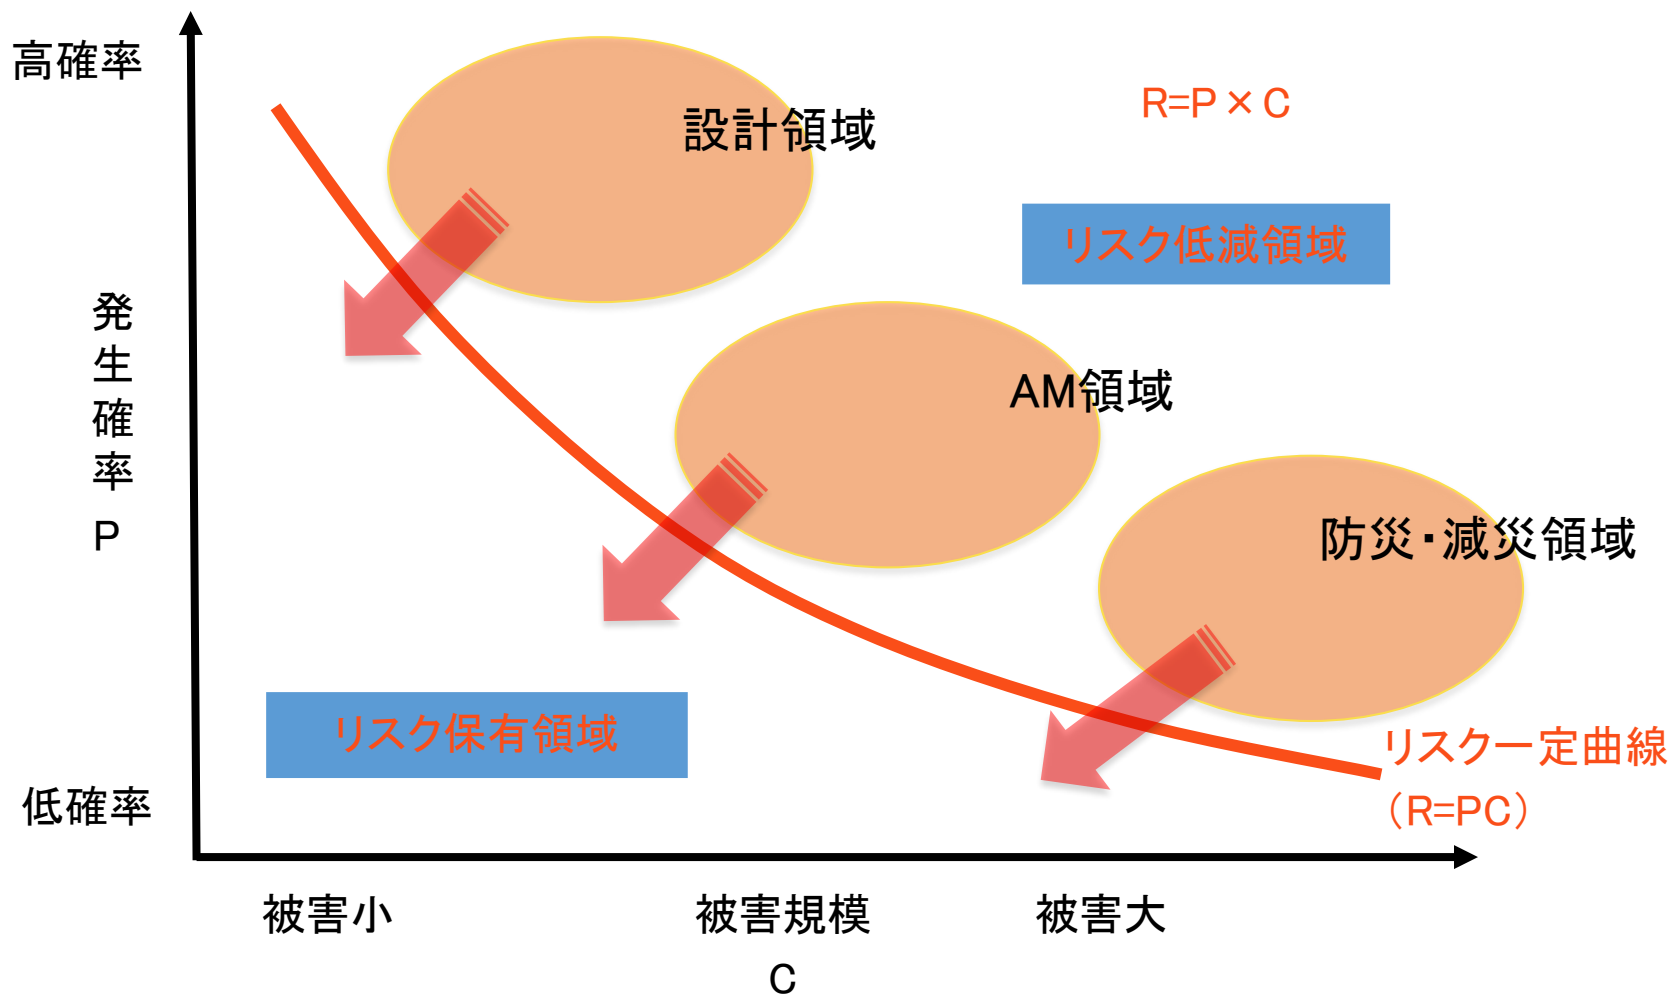 高確率
設計領域
R=P×C
リスク低減領域
発生確率P
AM領域
防災・減災領域
リスク保有領域
リスク一定曲線
（R=PC）
低確率
被害小
被害規模
C
被害大